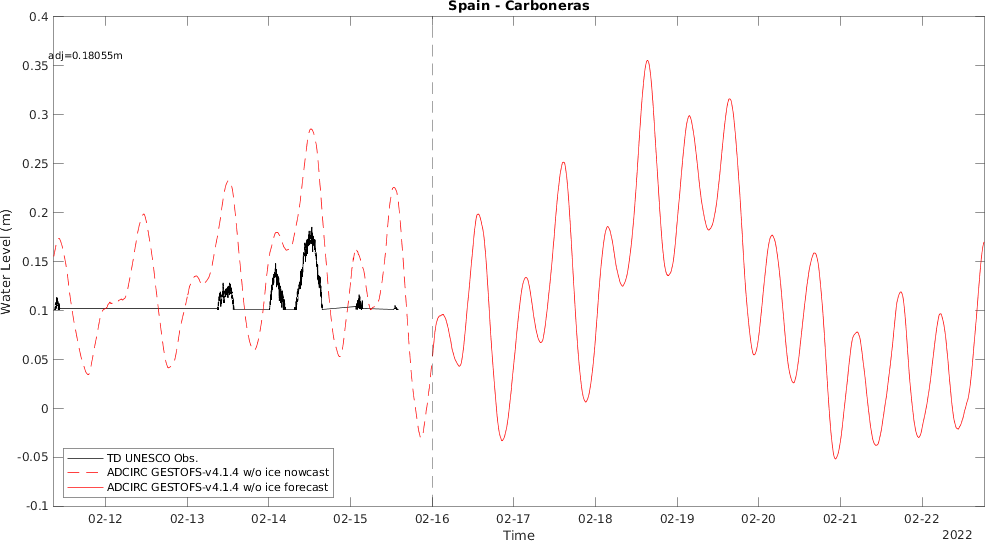 Spain - Carboneras
adj=0.18055m
0.4
0.35
0.3
0.25
0.2
0.15
0.1
0.05
0
-0.05
-0.1
Water Level (m)
TD UNESCO Obs.
ADCIRC GESTOFS-v4.1.4 w/o ice nowcast
ADCIRC GESTOFS-v4.1.4 w/o ice forecast
02-12 02-13 02-14 02-15 02-16 02-17 02-18 02-19 02-20 02-21 02-22
Time
2022